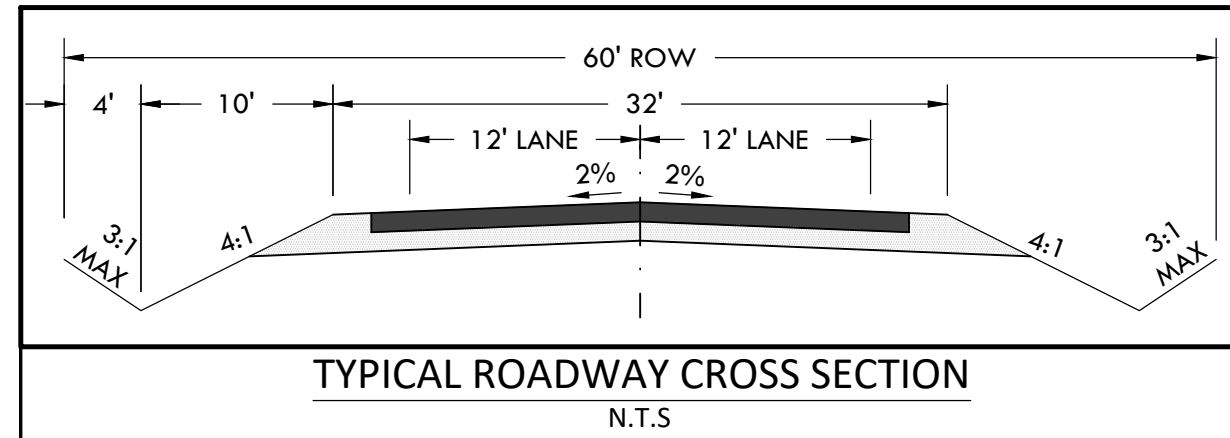 60' ROW
4'
10'
32'
12' LANE
12' LANE
2%
2%
3:1
MAX
4:1
4:1
3:1
MAX
TYPICAL ROADWAY CROSS SECTION
N.T.S